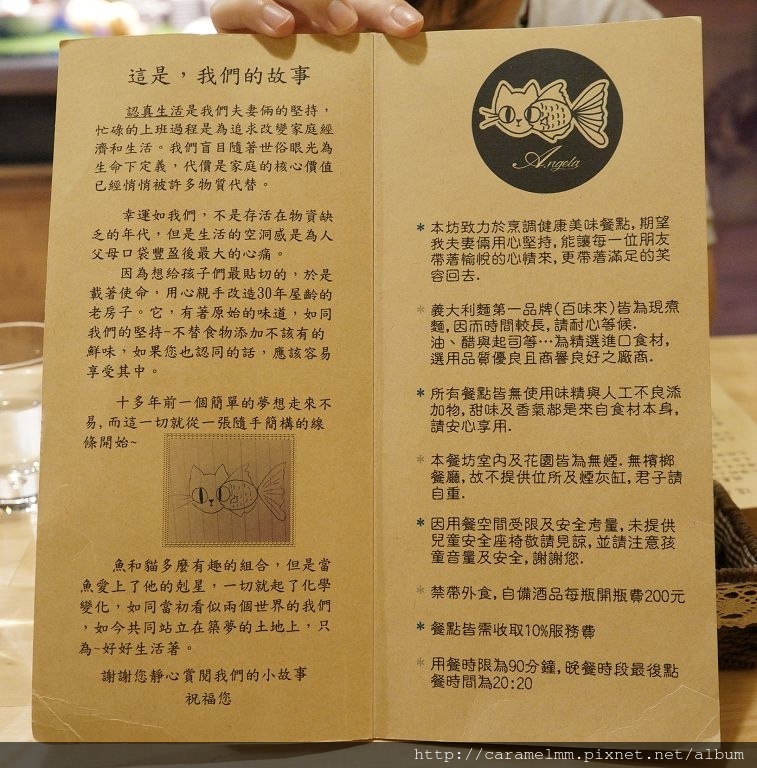 這是，我們的故事
認真生活是我們夫妻倆的堅持，
忙碌的上班過程是為追求改變家庭經
濟和生活。我們盲目隨著世俗眼光為
生命下定義，代價是家庭的核心價值
已經悄悄被許多物質代替。
幸運如我們，不是存活在物資缺
乏的年代，但是生活的空洞感是為人
父母口袋豐盈後最大的心痛。
因為想給孩子們最貼切的，於是
載著使命，用心親手改造30年屋齡的
老房子。它，有著原始的味道，如同
我們的堅持~不替食物添加不該有的
鮮味，如果您也認同的話，應該容易
享受其中。
十多年前一個簡單的夢想走來不
易，而這一切就從一張隨手簡構的線
條開始~
魚和貓多麼有趣的組合，但是當
魚愛上了他的剋星，一切就起了化學
變化，如同當初看似兩個世界的我們
，如今共同站立在築夢的土地上，只
為~好好生活著。
謝謝您靜心賞閱我們的小故事
祝福您
Angela
* 本坊致力於烹調健康美味餐點，期望
我夫妻倆用心堅持，能讓每一位朋友
帶著愉悅的心情來，更帶著滿足的笑
容回去.
* 義大利麵第一品牌(百味來)皆為現煮
麵，因而時間較長，請耐心等候.
油、醋與起司等…為精選進口食材，
選用品質優良且商譽良好之廠商.
* 所有餐點皆無使用味精與人工不良添
加物，甜味及香氣都是來自食材本身，
請安心享用.
* 本餐坊室內及花園皆為無煙.無檳榔
餐廳，故不提供位所及煙灰缸，君子請
自重.
* 因用餐空間受限及安全考量，未提供
兒童安全座椅敬請見諒，並請注意孩
童音量及安全，謝謝您.
* 禁帶外食，自備酒品每瓶開瓶費200元
* 餐點皆需收取10%服務費
* 用餐時限為90分鐘，晚餐時段最後點
餐時間為20:20
http://caramelmm.pixnet.net/album